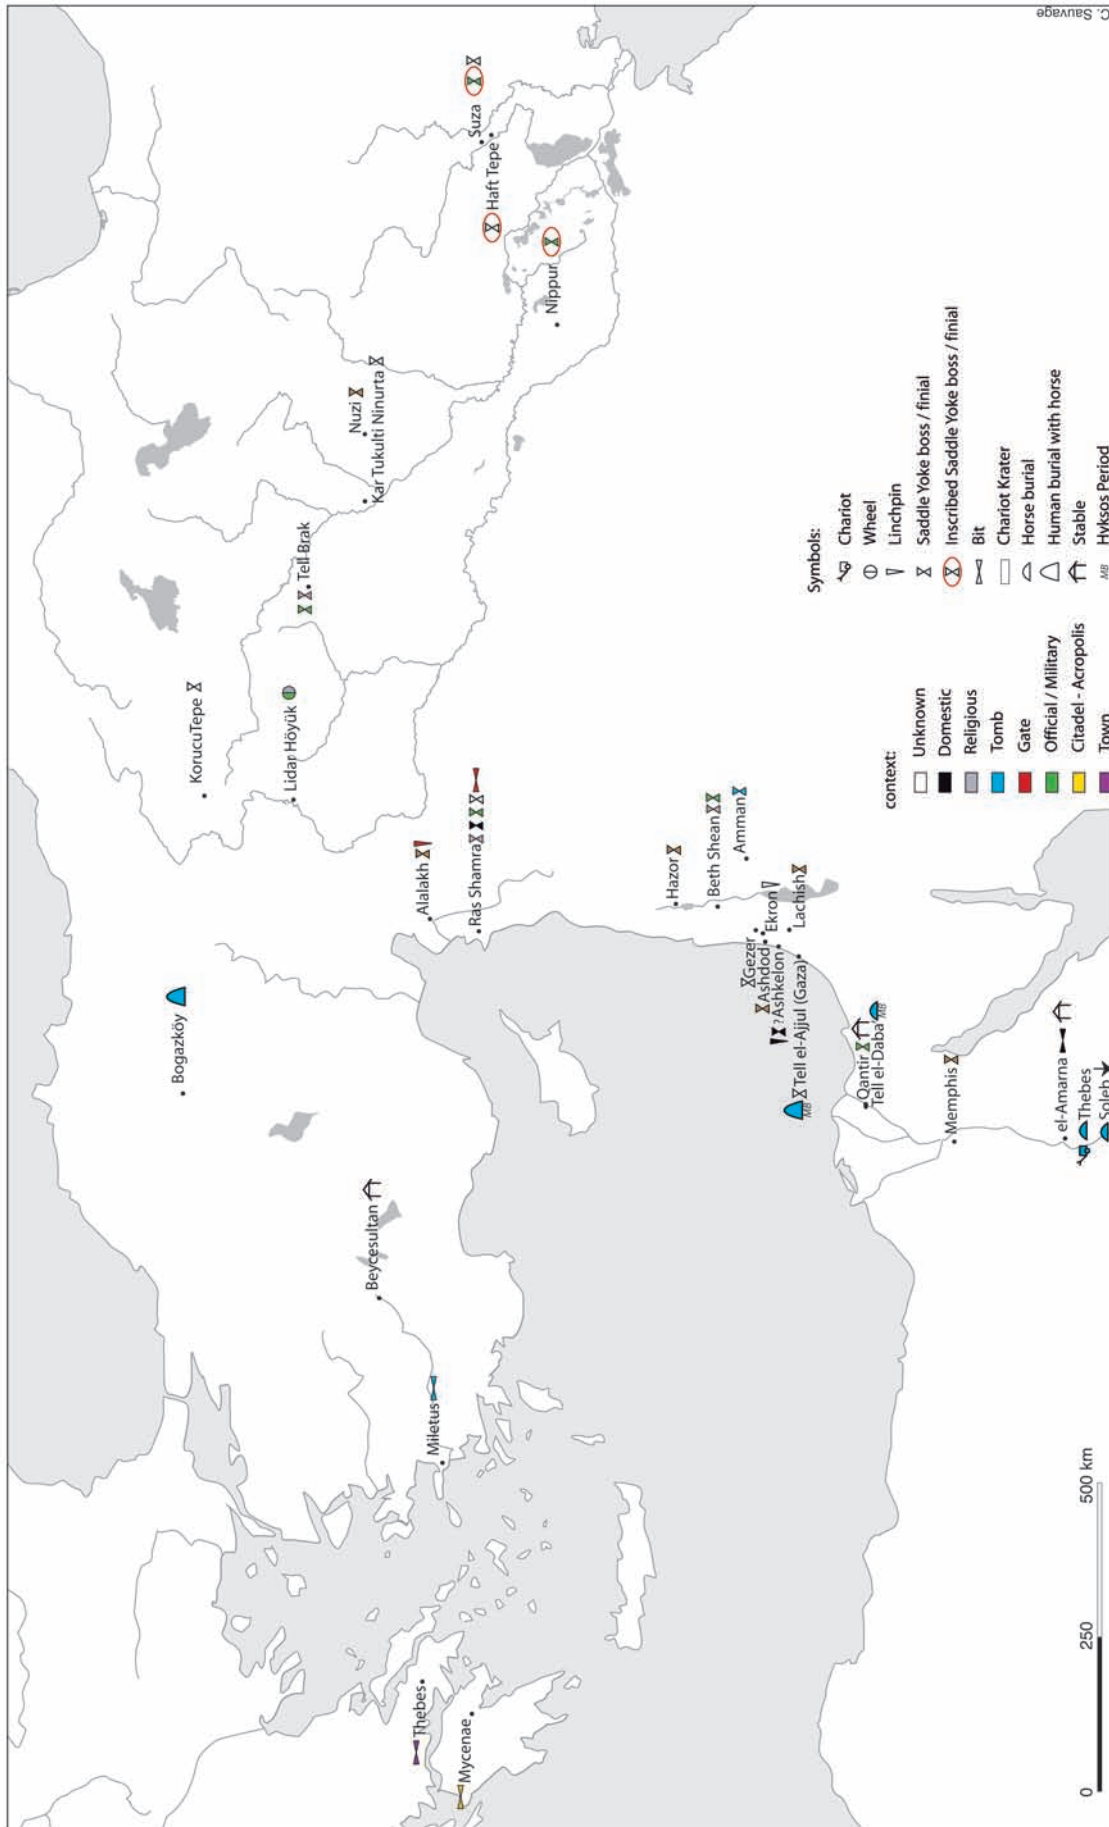 C. Sauvage
Suza
Haft Tepe
Nippur
Nuzi
Kar Tukulti Ninurta
Tell Brak
KorucuTepe
Lidar Höyük
Alalakh
Ras Shamra
Bogazköy
Beycesultan
Miletus
Thebes
Mycenae
Hazor
Beth Shean
Amman
Gezer
Ekron
Ashdod
?Ashkelon
Lachish
Tell el-Ajjul (Gaza)
MB
Qantir
Tell el-Daba'
MB
Memphis
el-Amarna
Thebes
Soleb
0 250 500 km
context:
Unknown
Domestic
Religious
Tomb
Gate
Official / Military
Citadel - Acropolis
Town
Symbols:
Chariot
Wheel
Linchpin
Saddle Yoke boss / finial
Inscribed Saddle Yoke boss / finial
Bit
Chariot Krater
Horse burial
Human burial with horse
Stable
MB Hyksos Period